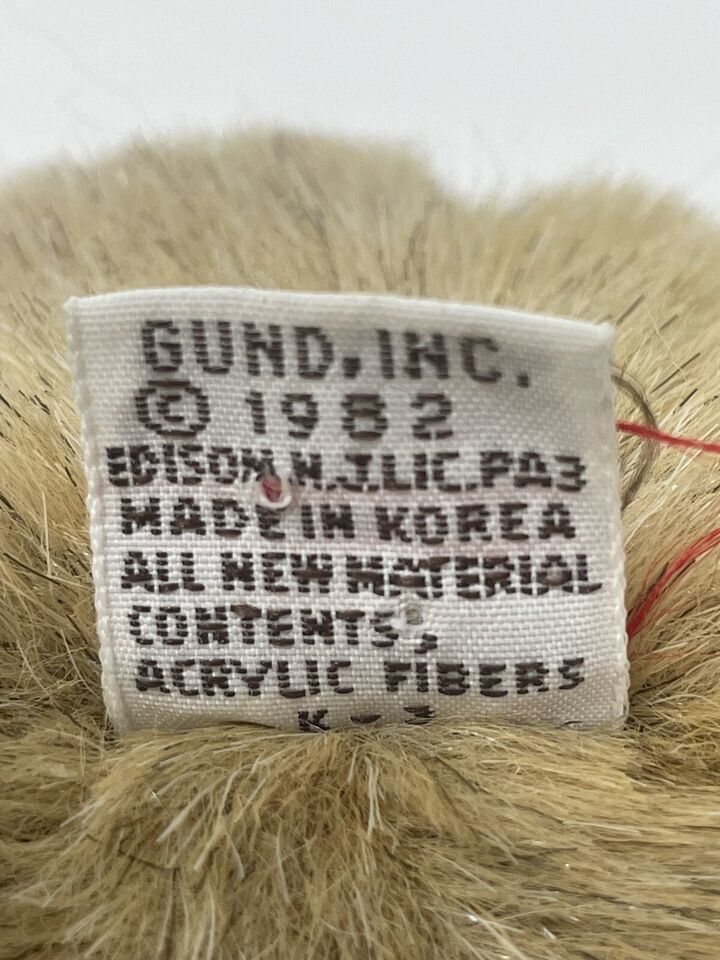 GUND, INC.
© 1982
EDISON, N.J. LIC. PA3
MADE IN KOREA
ALL NEW MATERIAL
CONTENTS,
ACRYLIC FIBERS